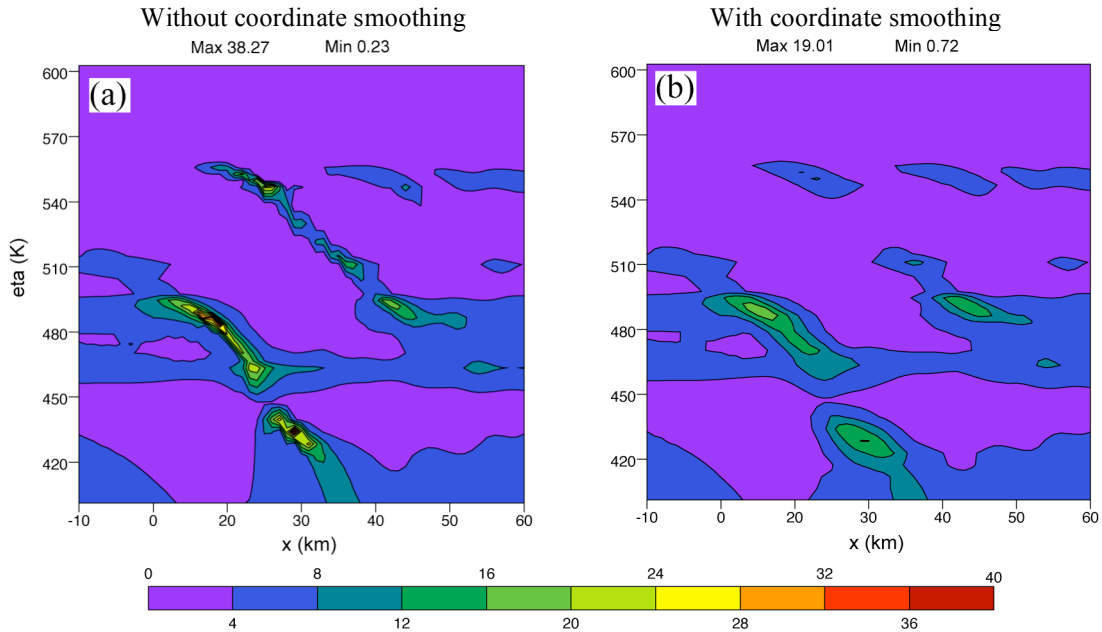 Without coordinate smoothing
Max 38.27 Min 0.23
(a)
600
570
540
510
480
450
420
eta (K)
-10 0 10 20 30 40 50 60
x (km)
With coordinate smoothing
Max 19.01 Min 0.72
(b)
600
570
540
510
480
450
420
-10 0 10 20 30 40 50 60
x (km)
0 8 16 24 32 40
4 12 20 28 36